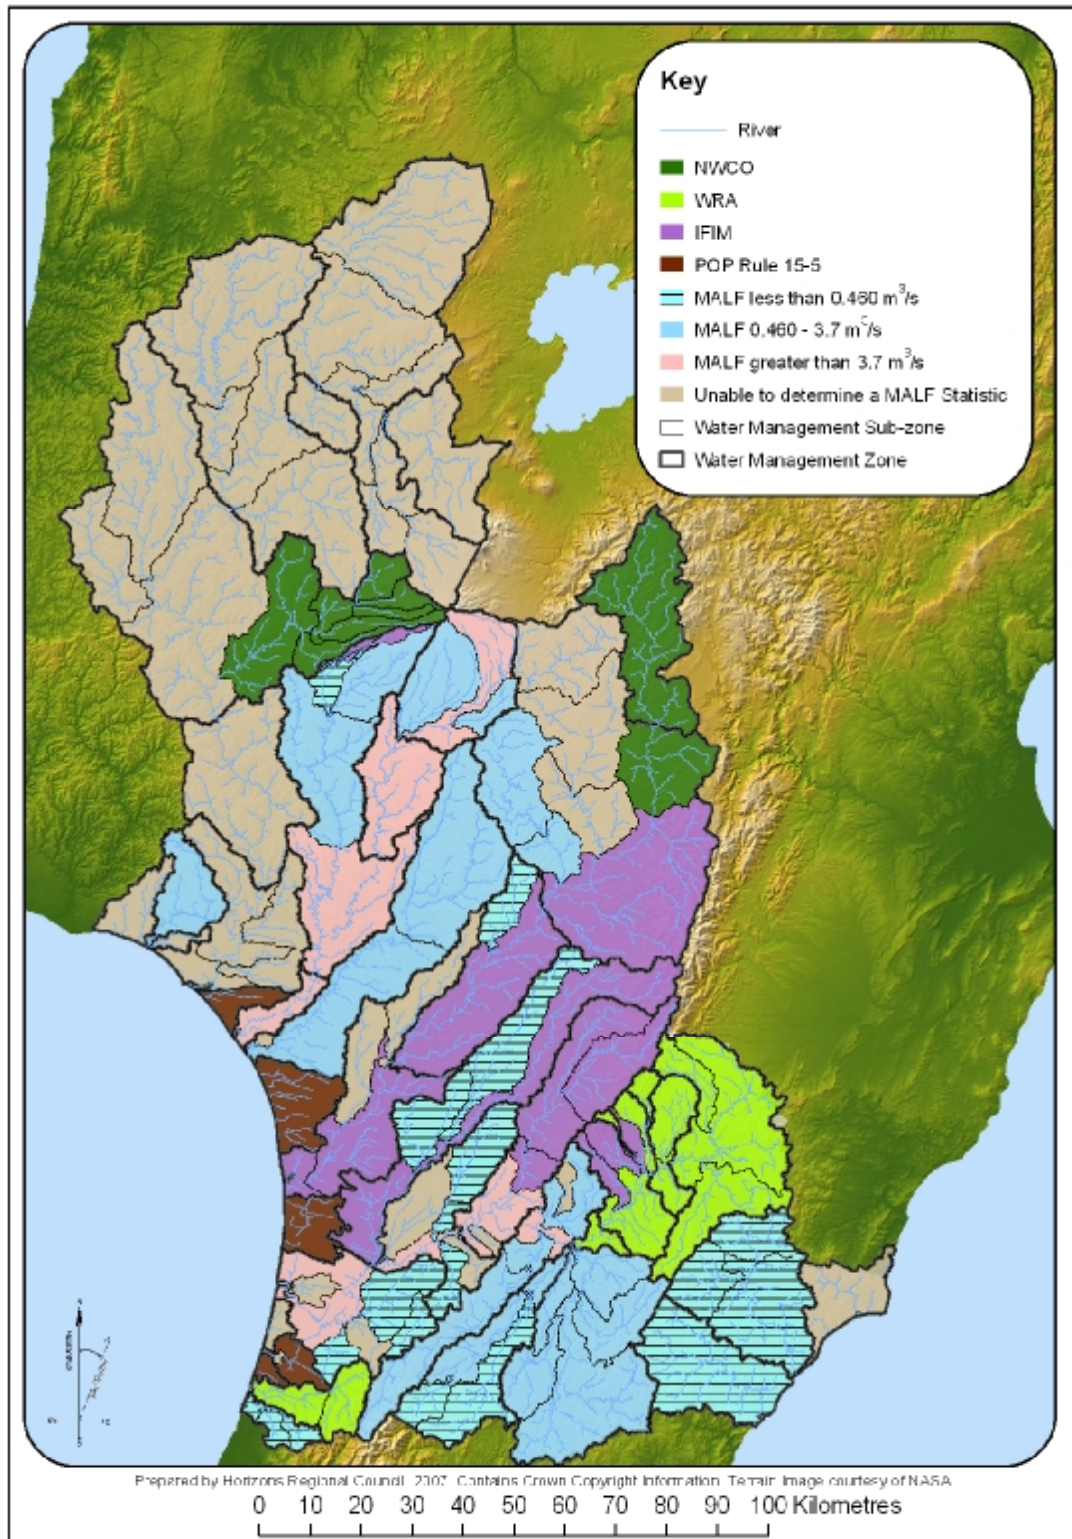 Key
River
NWCO
WRA
IFIM
POP Rule 15-5
MALF less than 0.460 m³/s
MALF 0.460 - 3.7 m³/s
MALF greater than 3.7 m³/s
Unable to determine a MALF Statistic
Water Management Sub-zone
Water Management Zone
Prepared by Horizons Regional Council 2007. Contains Crown Copyright Information. Terrain Image courtesy of NASA
0 10 20 30 40 50 60 70 80 90 100 Kilometres